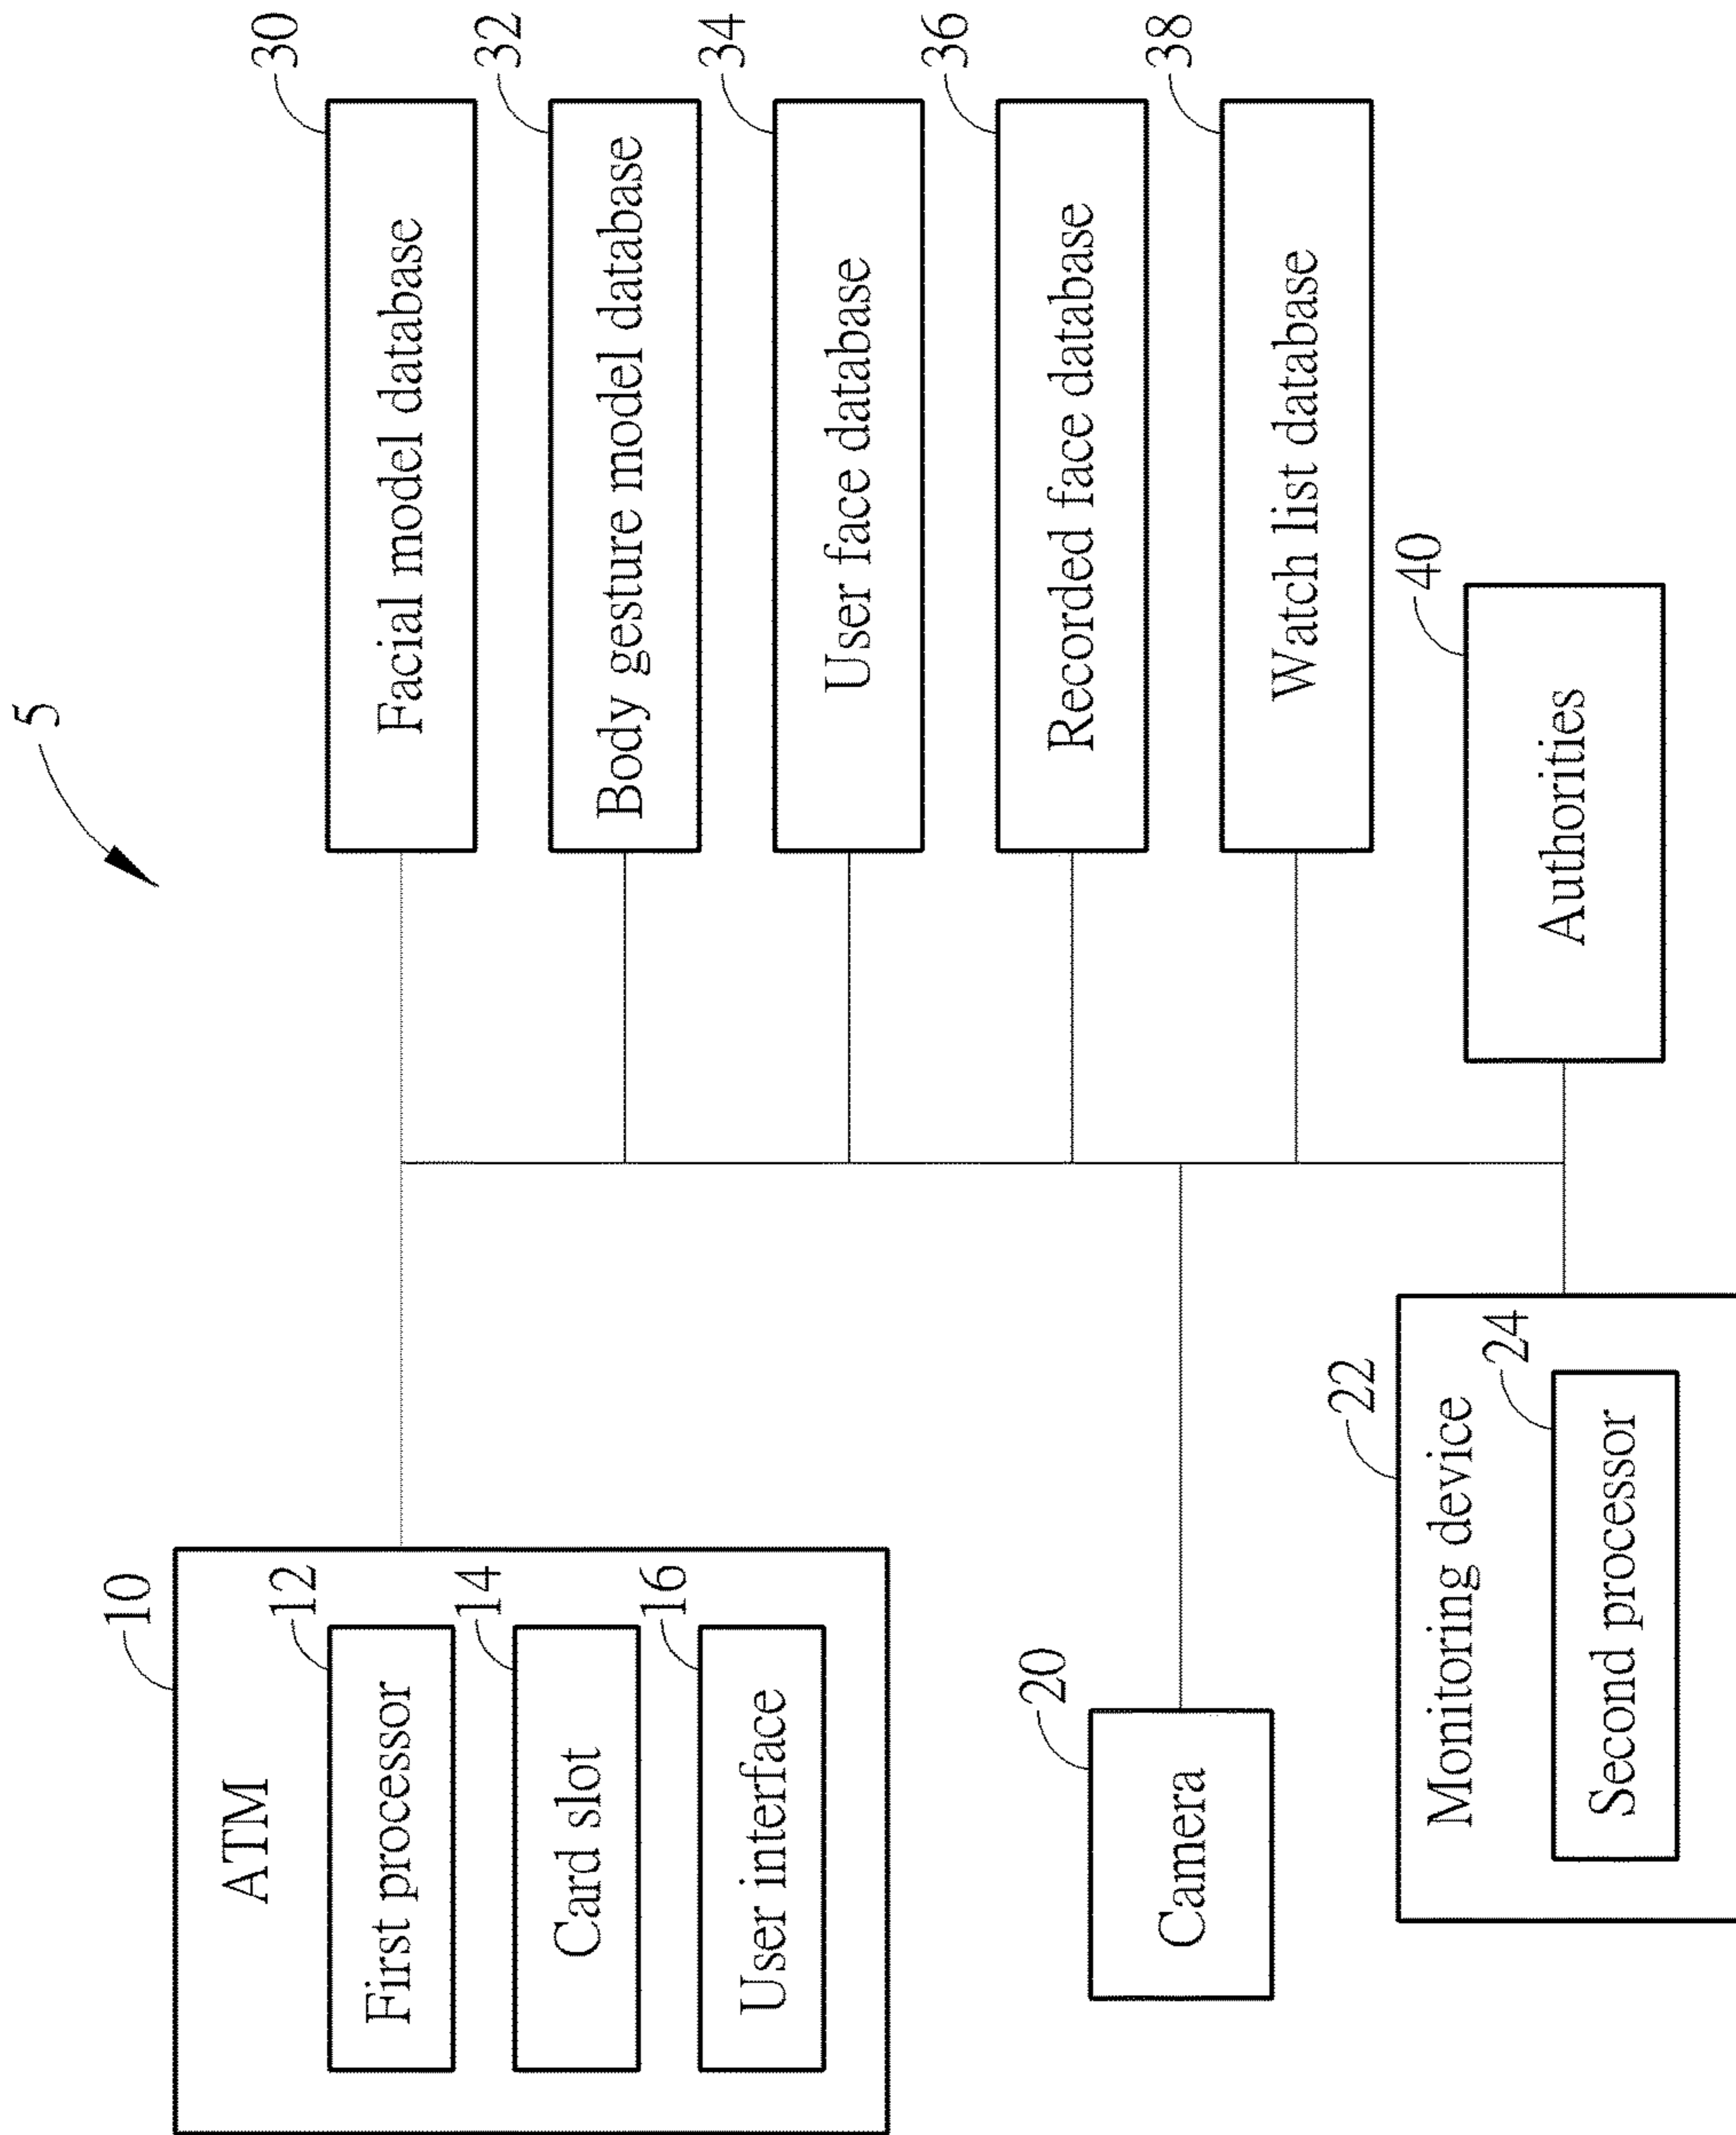 5
10
ATM
12
First processor
14
Card slot
16
User interface
20
Camera
22
Monitoring device
24
Second processor
30
Facial model database
32
Body gesture model database
34
User face database
36
Recorded face database
38
Watch list database
40
Authorities